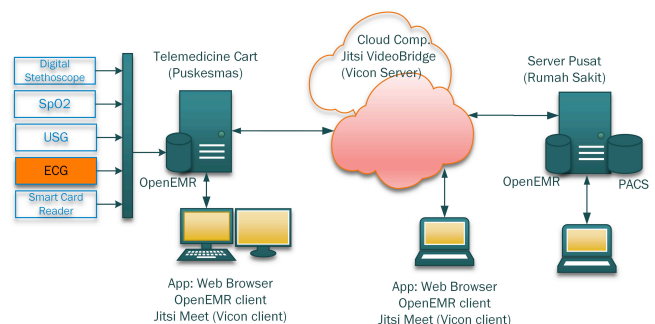 Digital
Stethoscope
SpO2
USG
ECG
Smart Card
Reader
Telemedicine Cart
(Puskesmas)
OpenEMR
App: Web Browser
OpenEMR client
Jitsi Meet (Vicon client)
Cloud Comp.
Jitsi VideoBridge
(Vicon Server)
App: Web Browser
OpenEMR client
Jitsi Meet (Vicon client)
Server Pusat
(Rumah Sakit)
OpenEMR
PACS